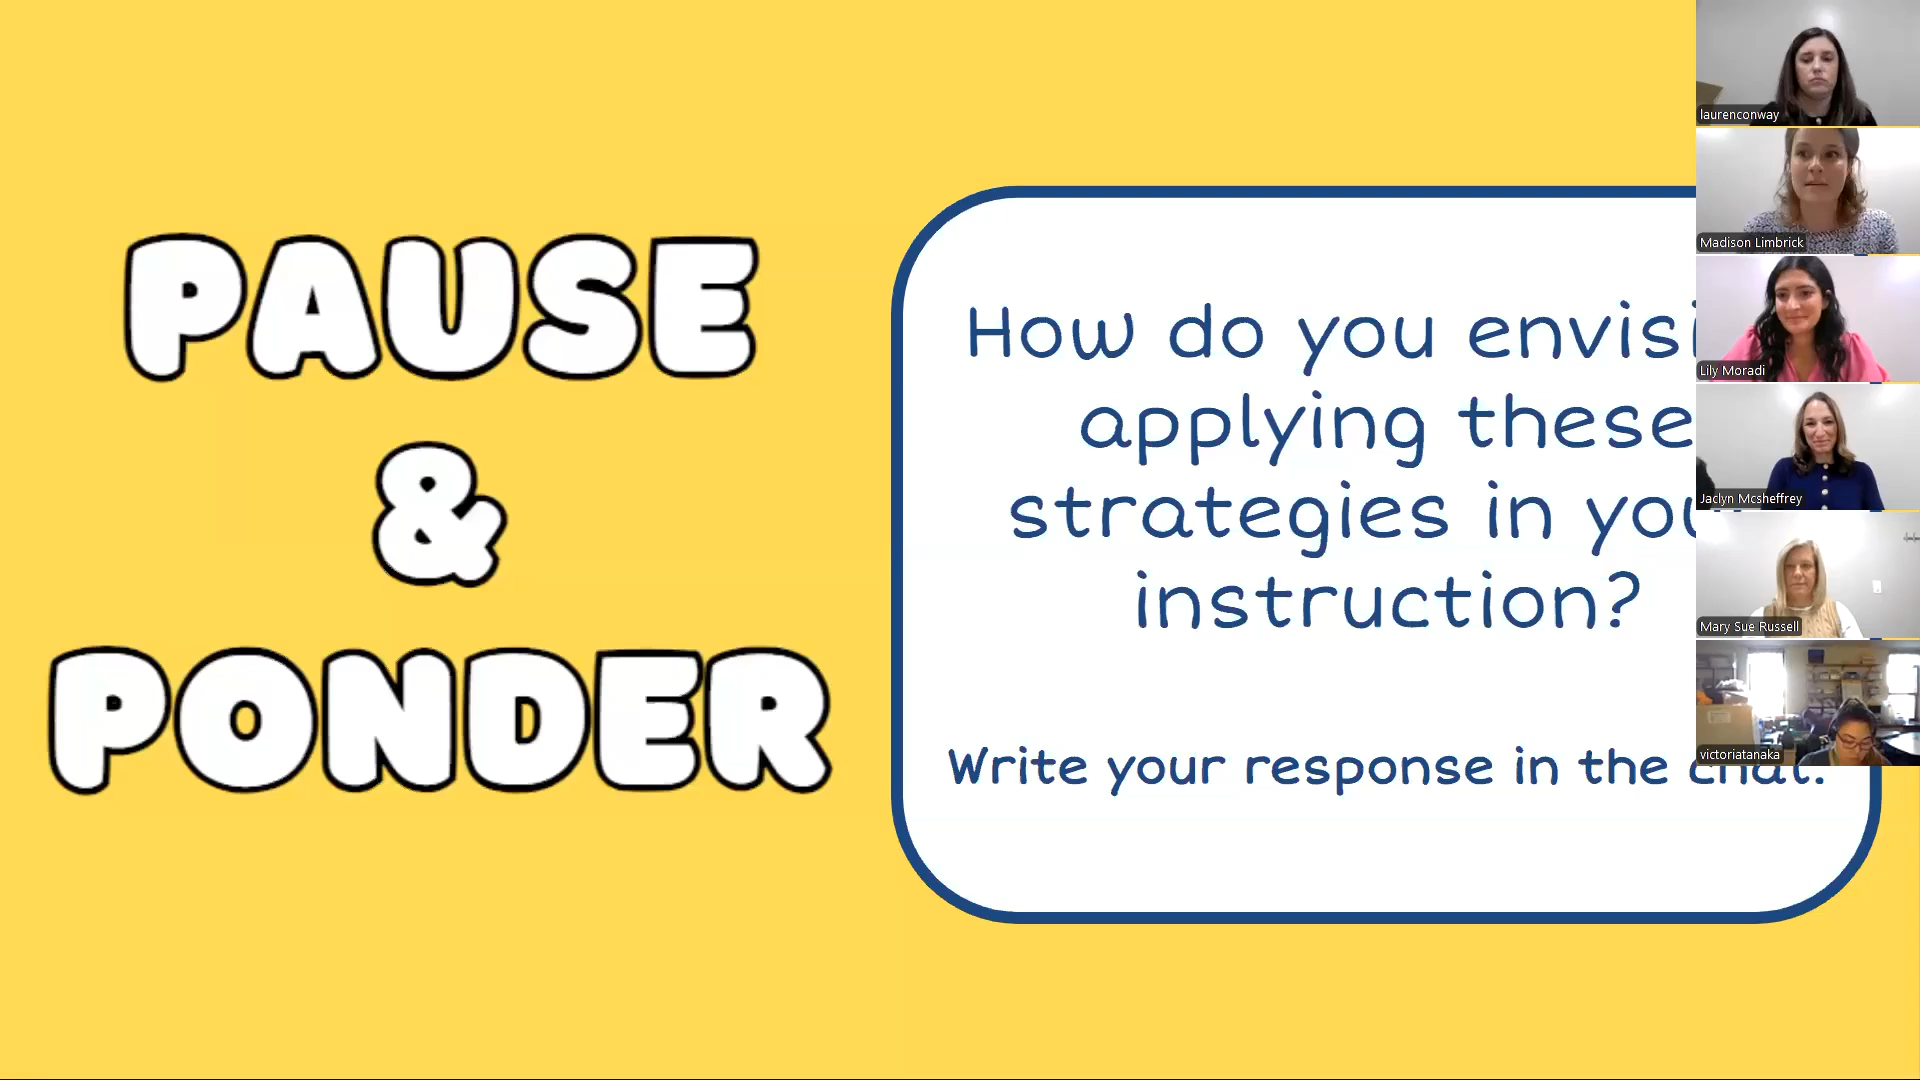 PAUSE
&
PONDER
How do you envisi
applying these
strategies in you
instruction?
Write your response in the chat.
laurenconway
Madison Limbrick
Lily Moradi
Jaclyn Mcsheffrey
Mary Sue Russell
victoriatanaka